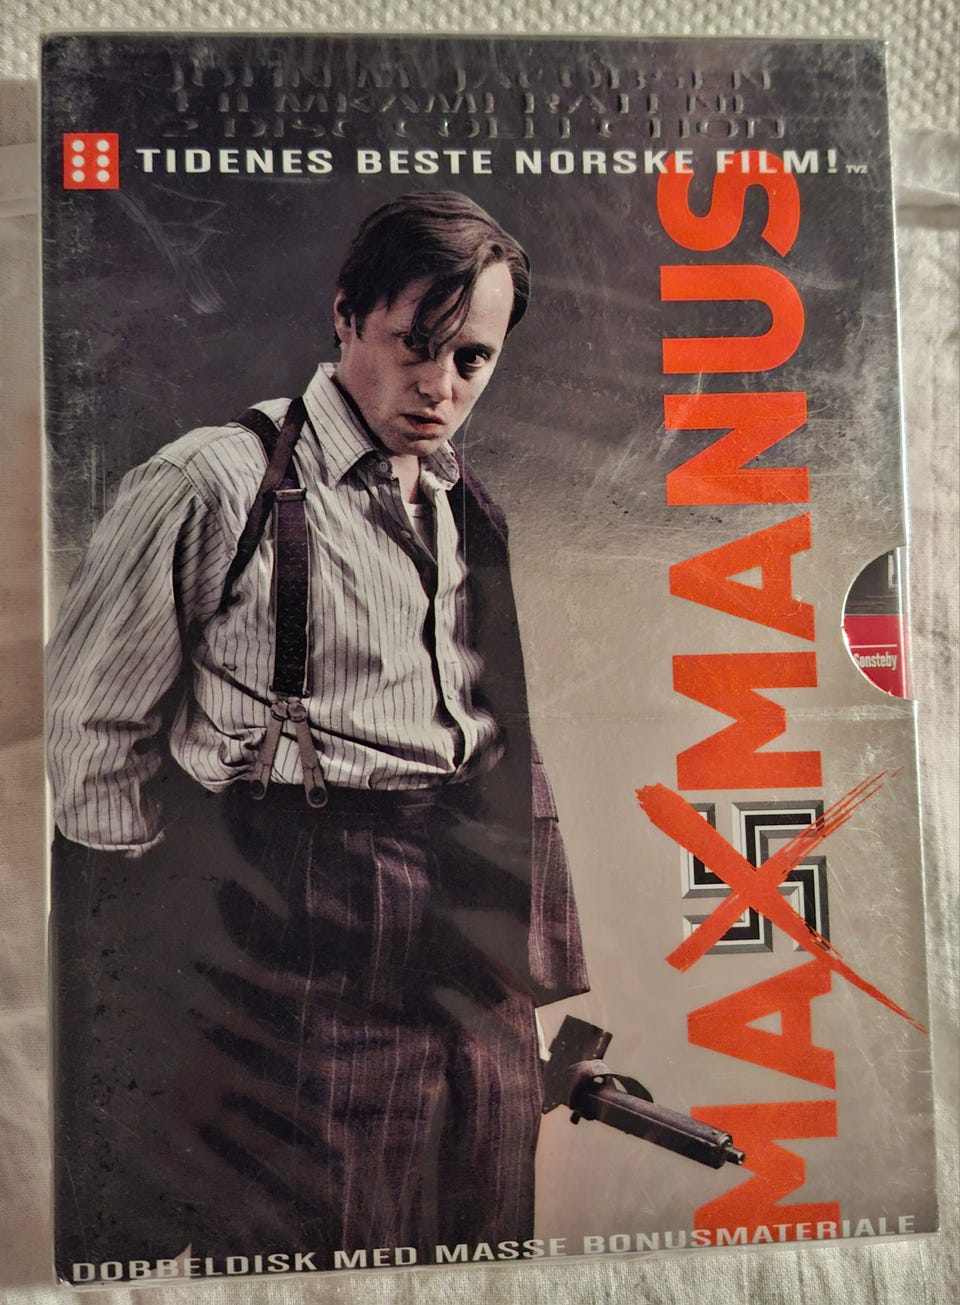 JOHN M. JACOBSEN
FILMKAMERATENE
2 DISC COLLECTION
TIDENES BESTE NORSKE FILM! TV2
MAX MANUS
Sonsteby
DOBBELDISK MED MASSE BONUSMATERIALE